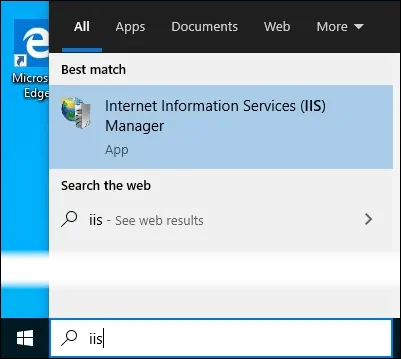 All Apps Documents Web More
Micros
Edge
Best match
Internet Information Services (IIS)
Manager
App
Search the web
iis - See web results
iis